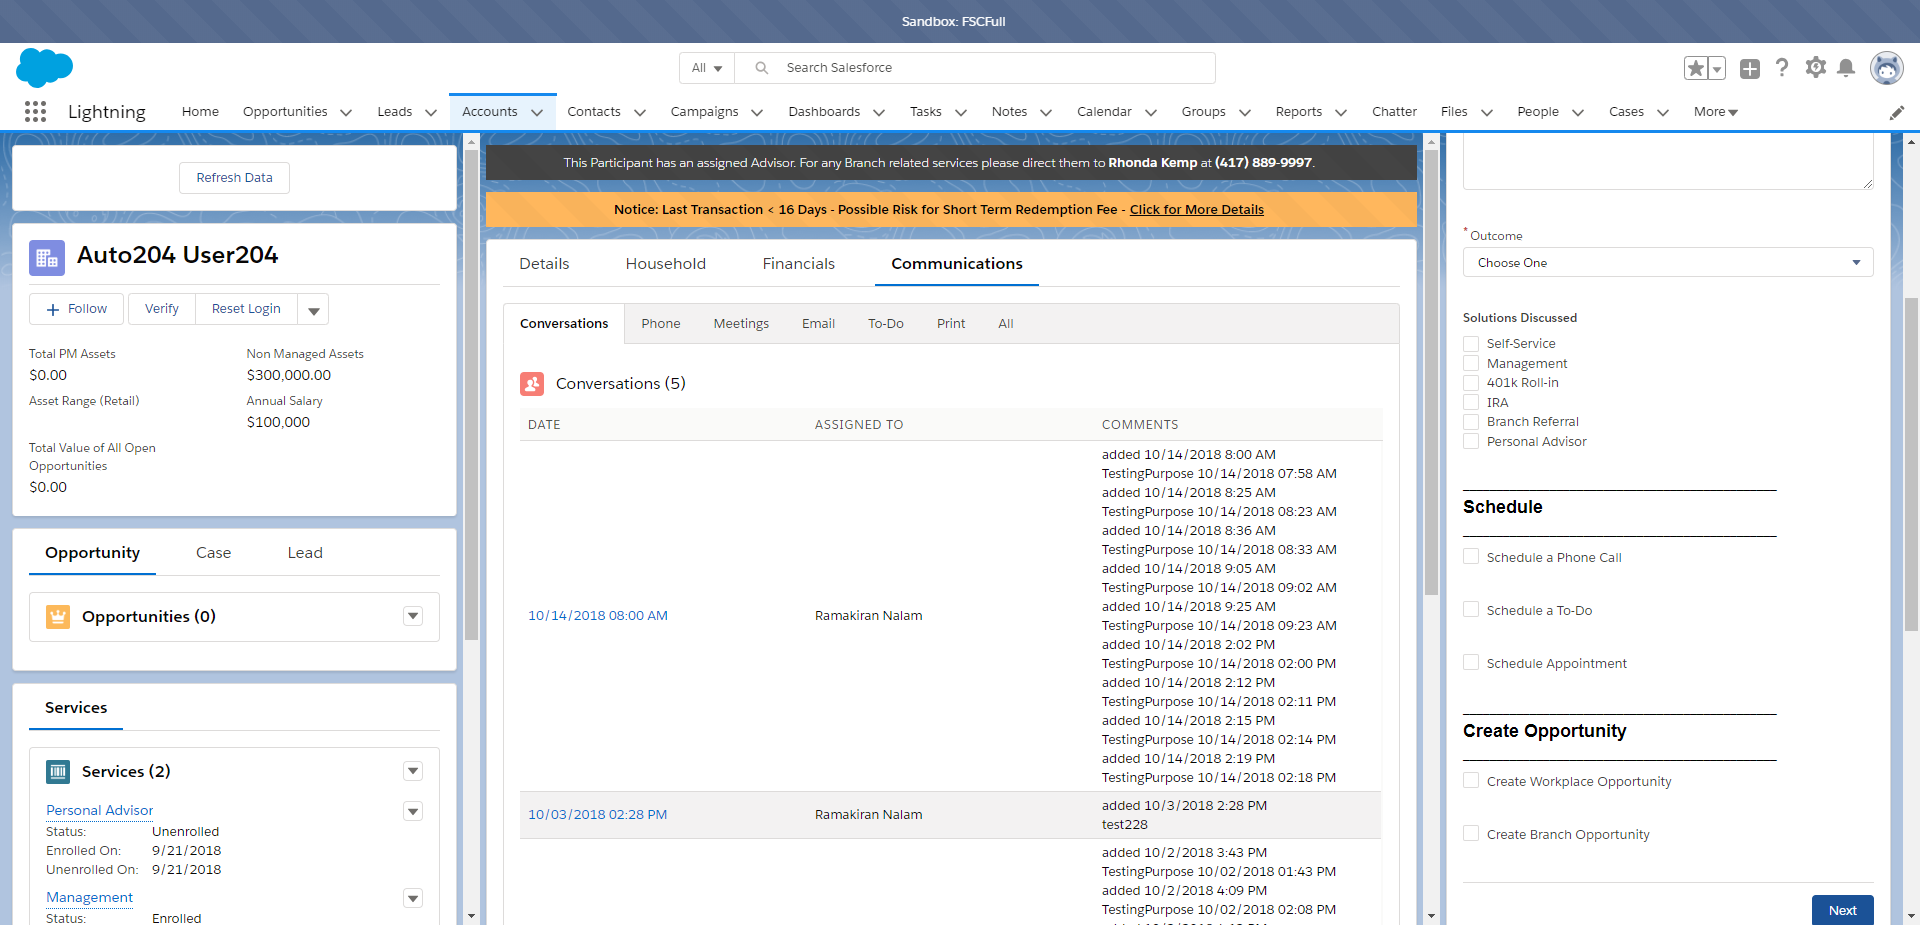 Sandbox: FSCFull
All
Search Salesforce
Lightning
Home
Opportunities
Leads
Accounts
Contacts
Campaigns
Dashboards
Tasks
Notes
Calendar
Groups
Reports
Chatter
Files
People
Cases
More
Refresh Data
Auto204 User204
Follow
Verify
Reset Login
Total PM Assets
Non Managed Assets
$0.00
$300,000.00
Asset Range (Retail)
Annual Salary
$100,000
Total Value of All Open
Opportunities
$0.00
Opportunity
Case
Lead
Opportunities (0)
Services
Services (2)
Personal Advisor
Status: Unenrolled
Enrolled On: 9/21/2018
Unenrolled On: 9/21/2018
Management
Status: Enrolled
This Participant has an assigned Advisor. For any Branch related services please direct them to Rhonda Kemp at (417) 889-9997.
Notice: Last Transaction < 16 Days - Possible Risk for Short Term Redemption Fee - Click for More Details
Details
Household
Financials
Communications
Conversations
Phone
Meetings
Email
To-Do
Print
All
Conversations (5)
DATE
ASSIGNED TO
COMMENTS
10/14/2018 08:00 AM
Ramakiran Nalam
added 10/14/2018 8:00 AM
TestingPurpose 10/14/2018 07:58 AM
added 10/14/2018 8:25 AM
TestingPurpose 10/14/2018 08:23 AM
added 10/14/2018 8:36 AM
TestingPurpose 10/14/2018 08:33 AM
added 10/14/2018 9:05 AM
TestingPurpose 10/14/2018 09:02 AM
added 10/14/2018 9:25 AM
TestingPurpose 10/14/2018 09:23 AM
added 10/14/2018 2:02 PM
TestingPurpose 10/14/2018 02:00 PM
added 10/14/2018 2:12 PM
TestingPurpose 10/14/2018 02:11 PM
added 10/14/2018 2:15 PM
TestingPurpose 10/14/2018 02:14 PM
added 10/14/2018 2:19 PM
TestingPurpose 10/14/2018 02:18 PM
10/03/2018 02:28 PM
Ramakiran Nalam
added 10/3/2018 2:28 PM
test228
added 10/2/2018 3:43 PM
TestingPurpose 10/02/2018 01:43 PM
added 10/2/2018 4:09 PM
TestingPurpose 10/02/2018 02:08 PM
*Outcome
Choose One
Solutions Discussed
Self-Service
Management
401k Roll-in
IRA
Branch Referral
Personal Advisor
Schedule
Schedule a Phone Call
Schedule a To-Do
Schedule Appointment
Create Opportunity
Create Workplace Opportunity
Create Branch Opportunity
Next